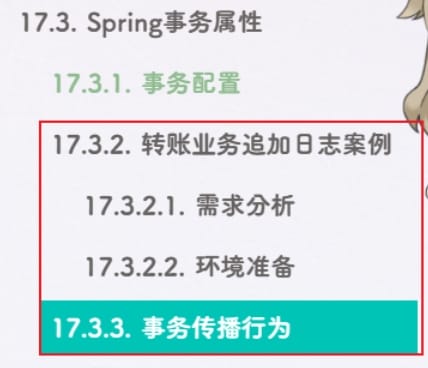 17.3. Spring事务属性
17.3.1. 事务配置
17.3.2. 转账业务追加日志案例
17.3.2.1. 需求分析
17.3.2.2. 环境准备
17.3.3. 事务传播行为